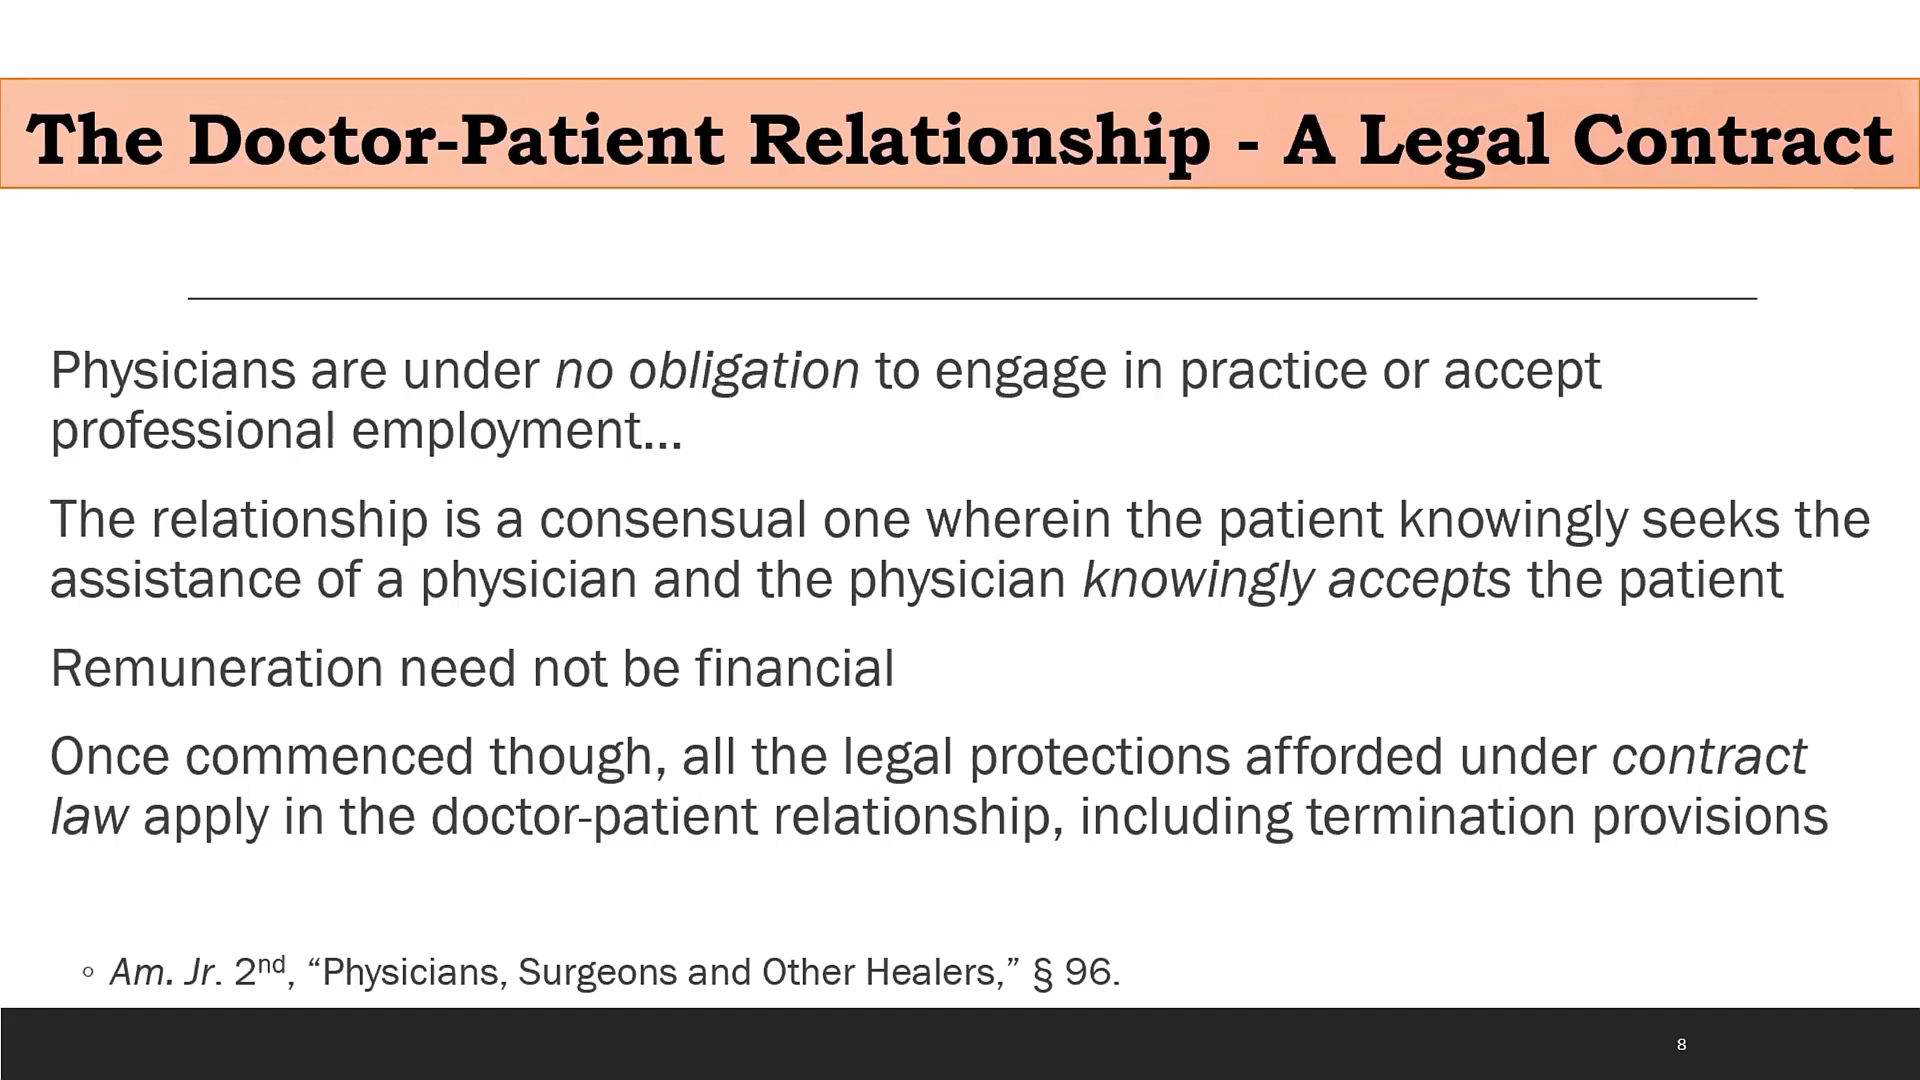 The Doctor-Patient Relationship - A Legal Contract
Physicians are under no obligation to engage in practice or accept
professional employment...
The relationship is a consensual one wherein the patient knowingly seeks the
assistance of a physician and the physician knowingly accepts the patient
Remuneration need not be financial
Once commenced though, all the legal protections afforded under contract
law apply in the doctor-patient relationship, including termination provisions
◦ Am. Jr. 2nd, “Physicians, Surgeons and Other Healers,” § 96.
8